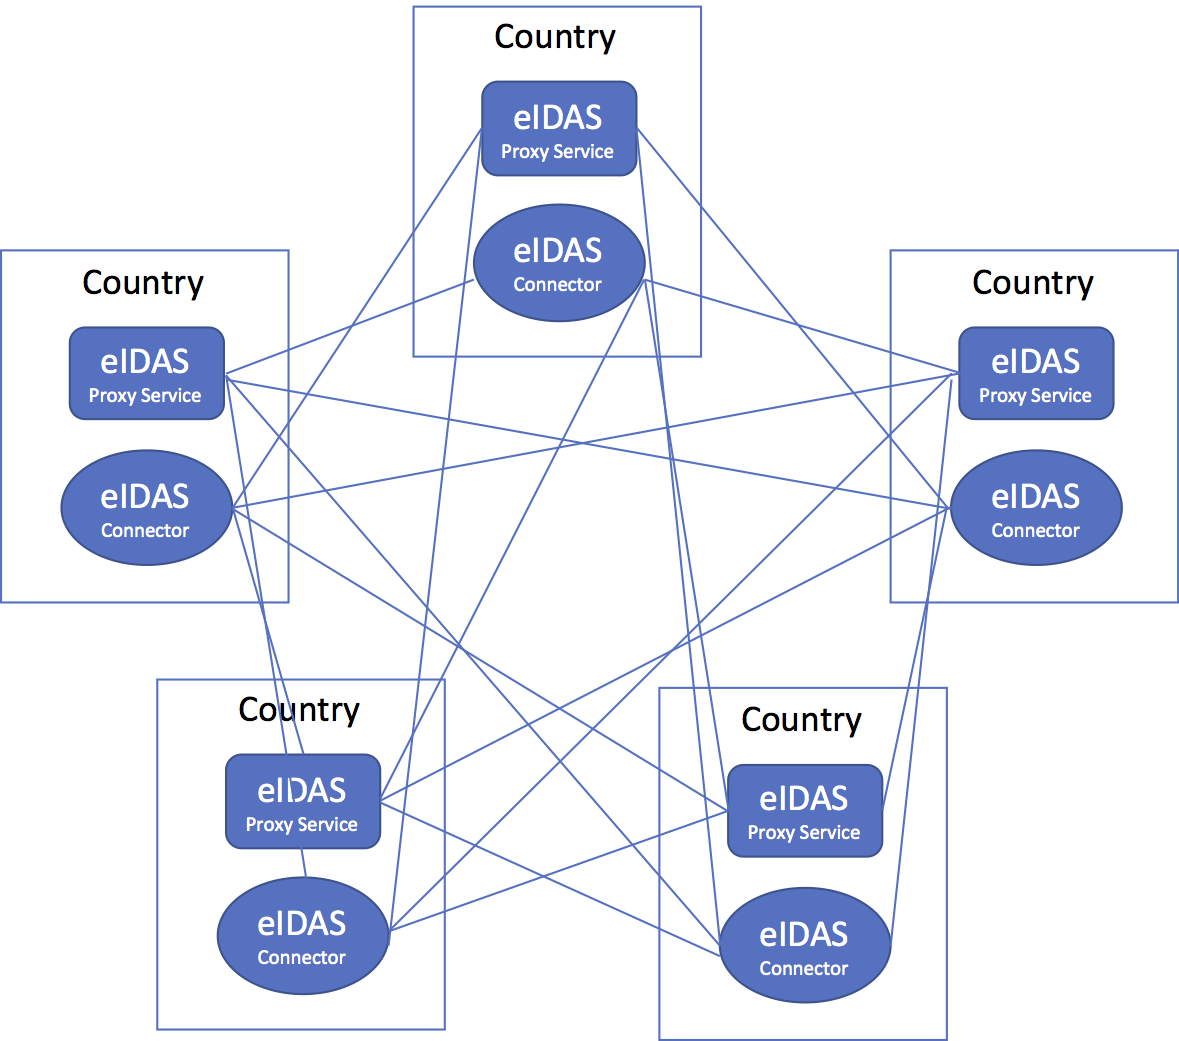 Country
eIDAS
Proxy Service
eIDAS
Connector
Country
eIDAS
Proxy Service
eIDAS
Connector
Country
eIDAS
Proxy Service
eIDAS
Connector
Country
eIDAS
Proxy Service
eIDAS
Connector
Country
eIDAS
Proxy Service
eIDAS
Connector